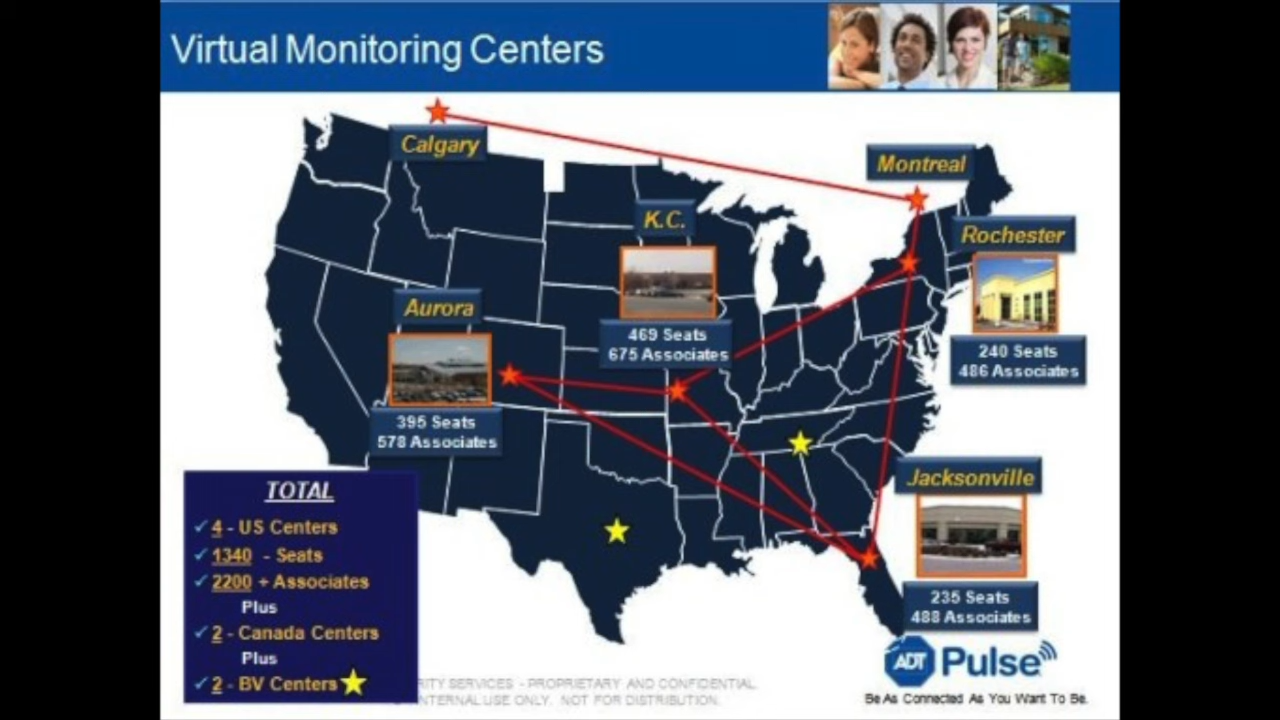 Virtual Monitoring Centers
Calgary
Montreal
K.C.
469 Seats
675 Associates
Rochester
240 Seats
486 Associates
Aurora
395 Seats
578 Associates
Jacksonville
235 Seats
488 Associates
TOTAL
✓ 4 - US Centers
✓ 1340 - Seats
✓ 2200 + Associates
Plus
✓ 2 - Canada Centers
Plus
✓ 2 - BV Centers
RITY SERVICES - PROPRIETARY AND CONFIDENTIAL.
INTERNAL USE ONLY. NOT FOR DISTRIBUTION.
ADT Pulse
Be As Connected As You Want To Be.